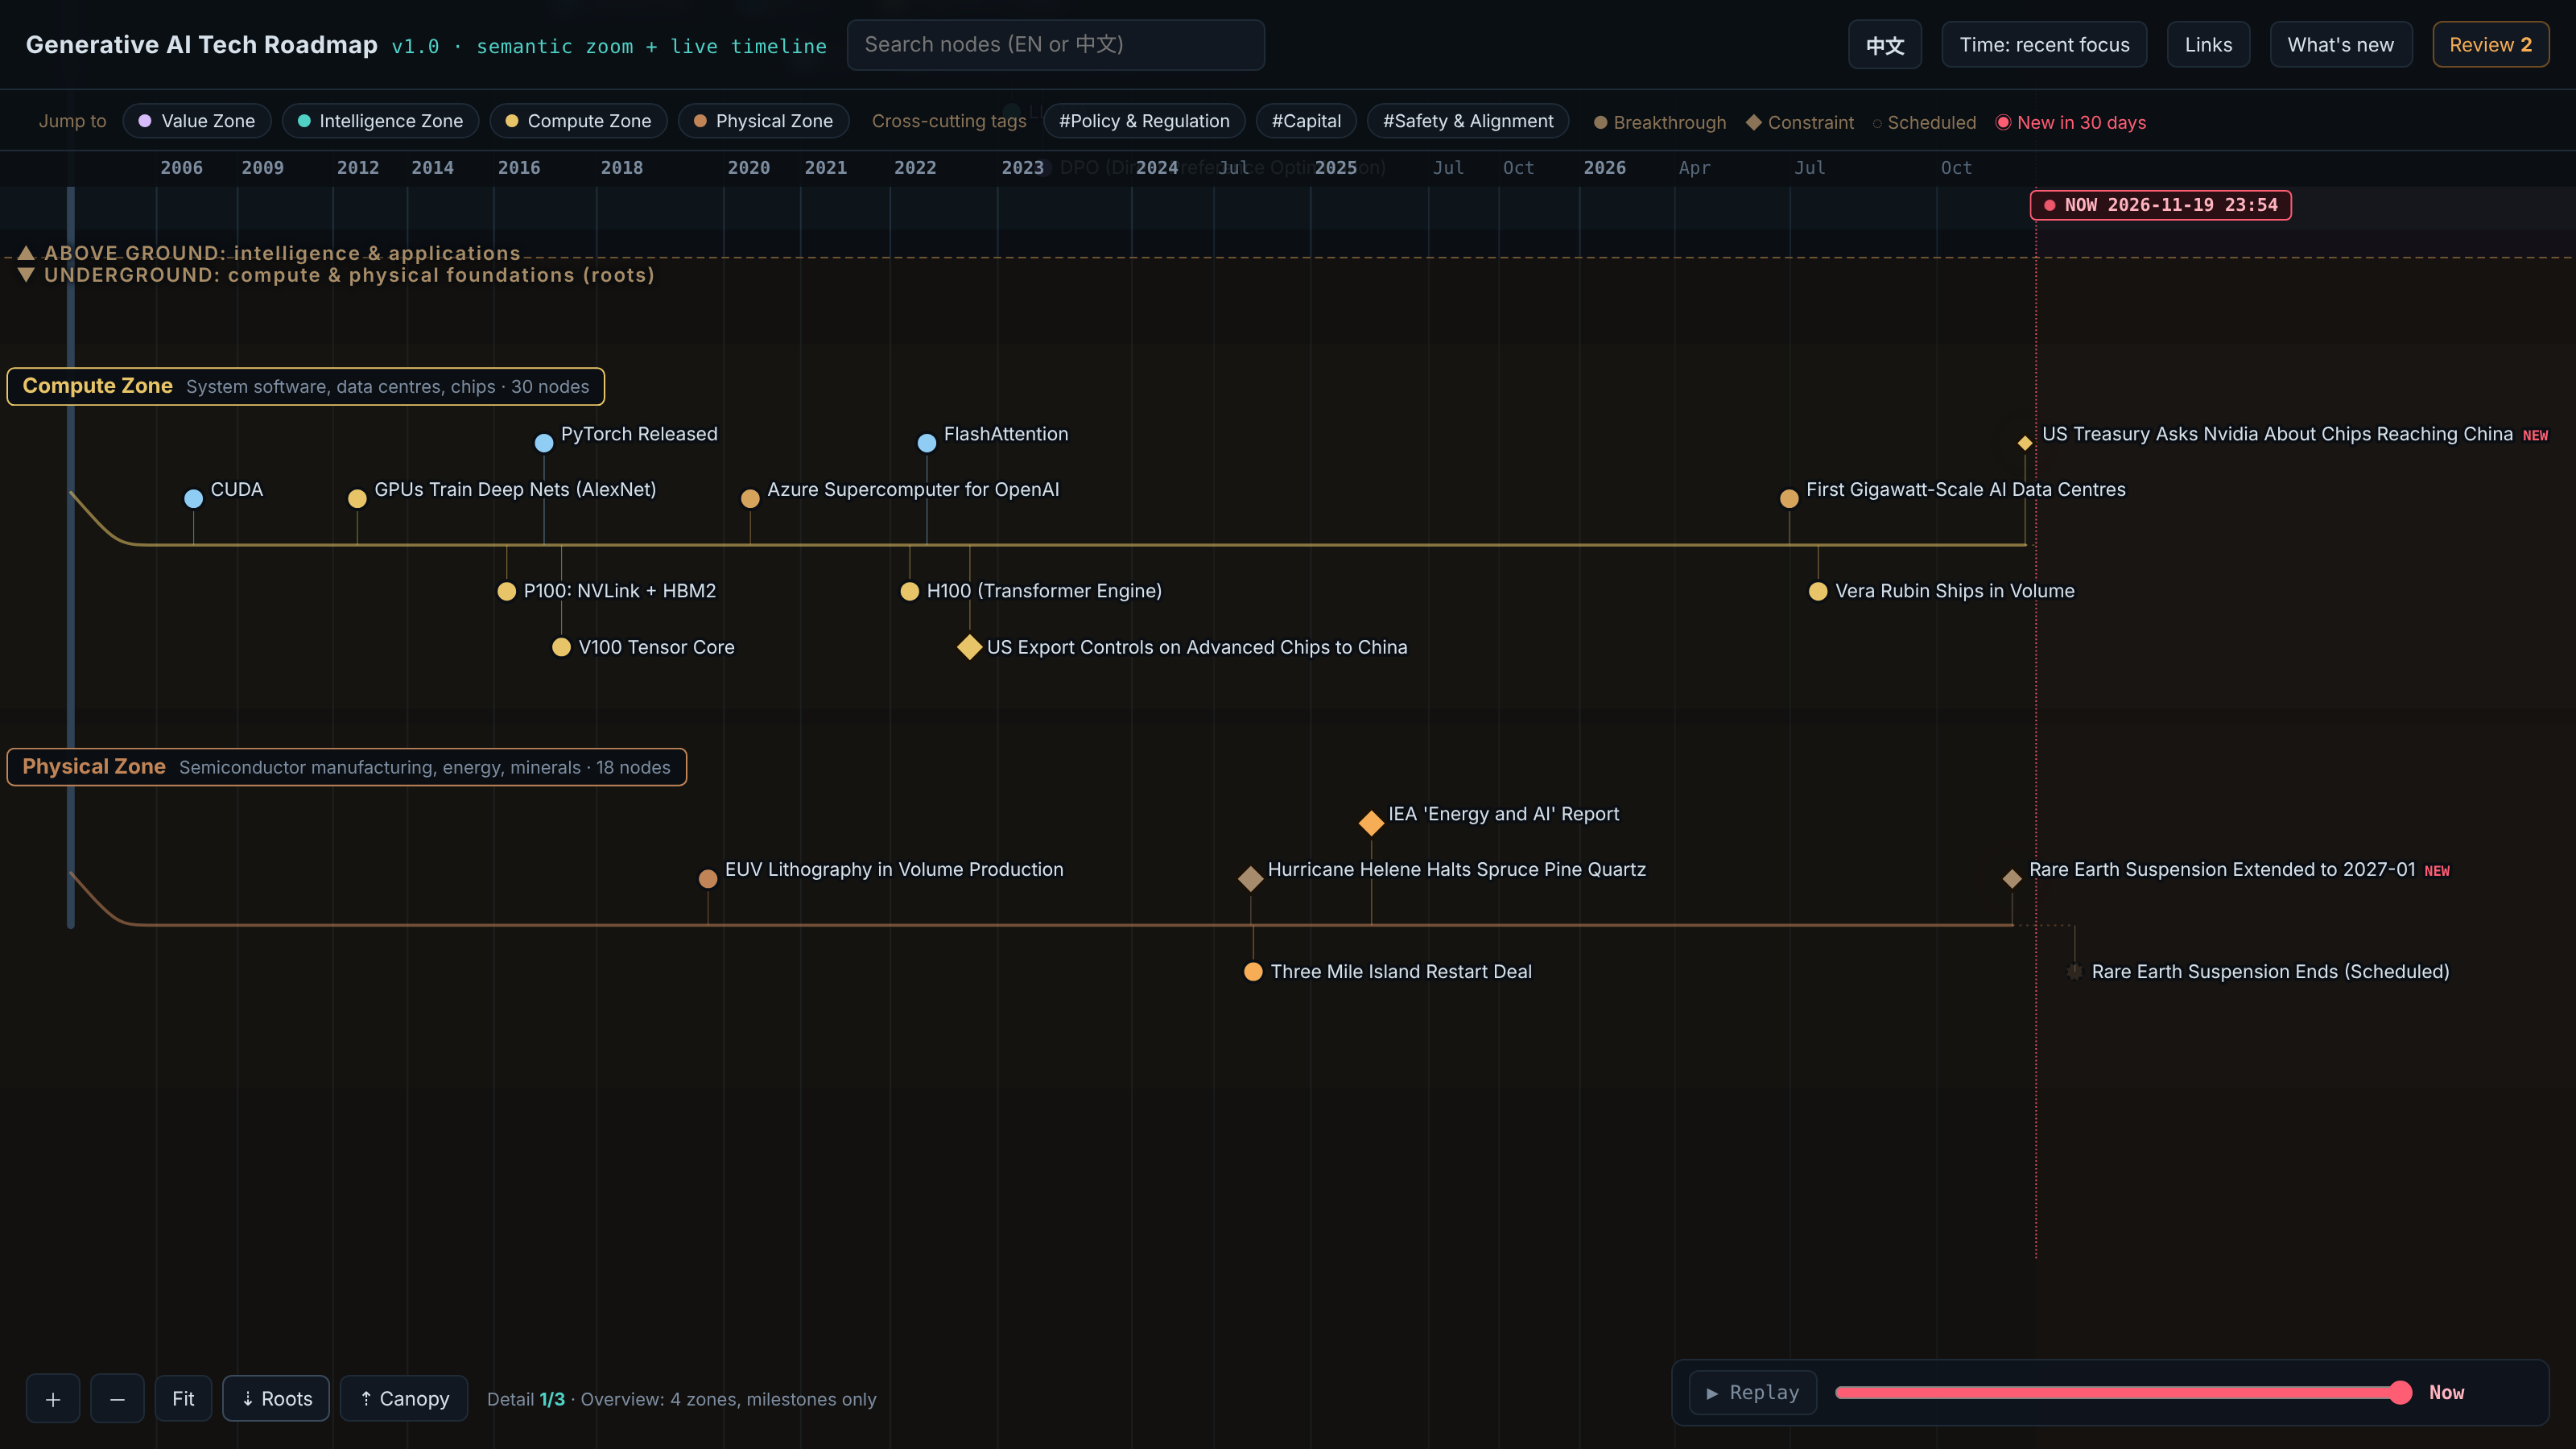 Generative AI Tech Roadmap v1.0 · semantic zoom + live timeline
Search nodes (EN or 中文)
中文
Time: recent focus
Links
What's new
Review 2
Jump to
Value Zone
Intelligence Zone
Compute Zone
Physical Zone
Cross-cutting tags
#Policy & Regulation
#Capital
#Safety & Alignment
Breakthrough
Constraint
Scheduled
New in 30 days
DPO (Direct Preference Optimization)
2006 2009 2012 2014 2016 2018 2020 2021 2022 2023 2024 Jul 2025 Jul Oct 2026 Apr Jul Oct
NOW 2026-11-19 23:54
▲ ABOVE GROUND: intelligence & applications
▼ UNDERGROUND: compute & physical foundations (roots)
Compute Zone System software, data centres, chips · 30 nodes
PyTorch Released
FlashAttention
US Treasury Asks Nvidia About Chips Reaching China NEW
CUDA
GPUs Train Deep Nets (AlexNet)
Azure Supercomputer for OpenAI
First Gigawatt-Scale AI Data Centres
P100: NVLink + HBM2
H100 (Transformer Engine)
Vera Rubin Ships in Volume
V100 Tensor Core
US Export Controls on Advanced Chips to China
Physical Zone Semiconductor manufacturing, energy, minerals · 18 nodes
IEA 'Energy and AI' Report
EUV Lithography in Volume Production
Hurricane Helene Halts Spruce Pine Quartz
Rare Earth Suspension Extended to 2027-01 NEW
Three Mile Island Restart Deal
Rare Earth Suspension Ends (Scheduled)
+
−
Fit
⇣ Roots
⇡ Canopy
Detail 1/3 · Overview: 4 zones, milestones only
▶ Replay
Now